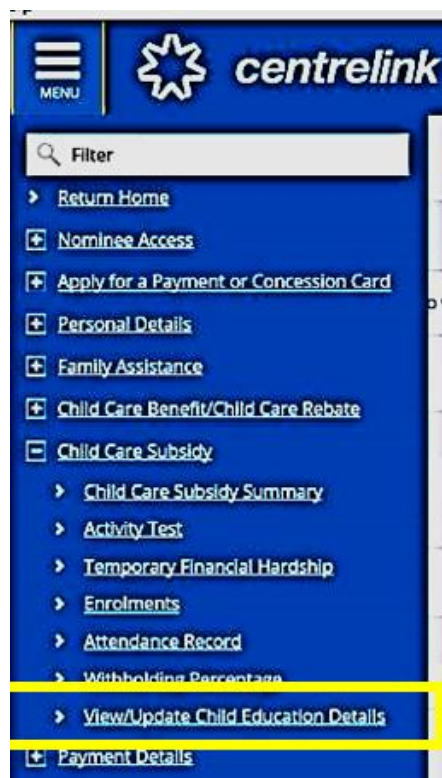 MENU
centrelink
Filter
Return Home
Nominee Access
Apply for a Payment or Concession Card
Personal Details
Family Assistance
Child Care Benefit/Child Care Rebate
Child Care Subsidy
Child Care Subsidy Summary
Activity Test
Temporary Financial Hardship
Enrolments
Attendance Record
Withholding Percentage
View/Update Child Education Details
Payment Details